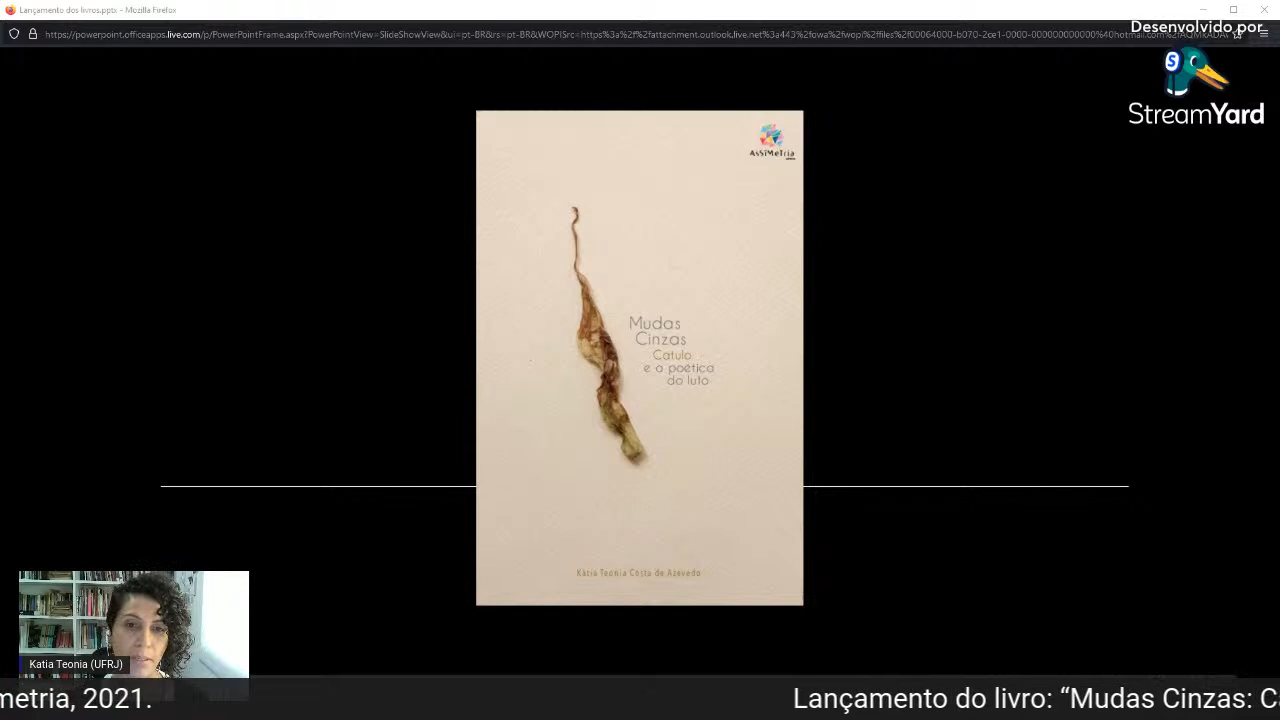 Lançamento dos livros.pptx - Mozilla Firefox
Desenvolvido por
StreamYard
AsSiMeTria
Mudas
Cinzas
Catulo
e a poética
do luto
Katia Teonia Costa de Azevedo
Katia Teonia (UFRJ)
metria, 2021.
Lançamento do livro: “Mudas Cinzas: C